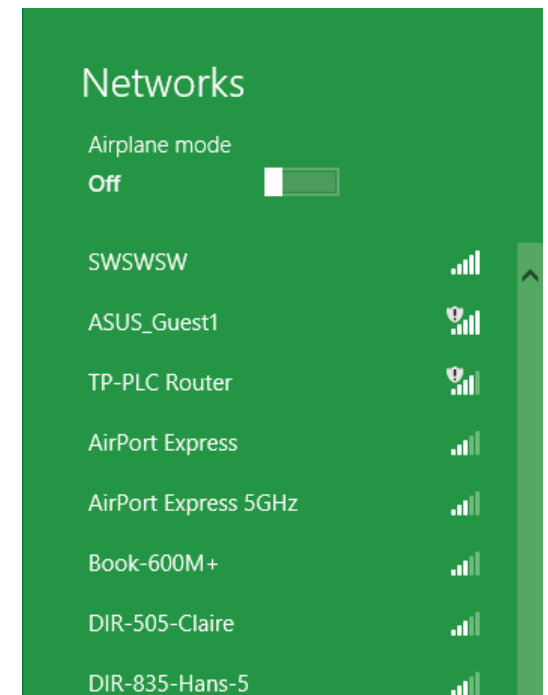 Networks
Airplane mode
Off
SWSWSW
ASUS_Guest1
TP-PLC Router
AirPort Express
AirPort Express 5GHz
Book-600M+
DIR-505-Claire
DIR-835-Hans-5